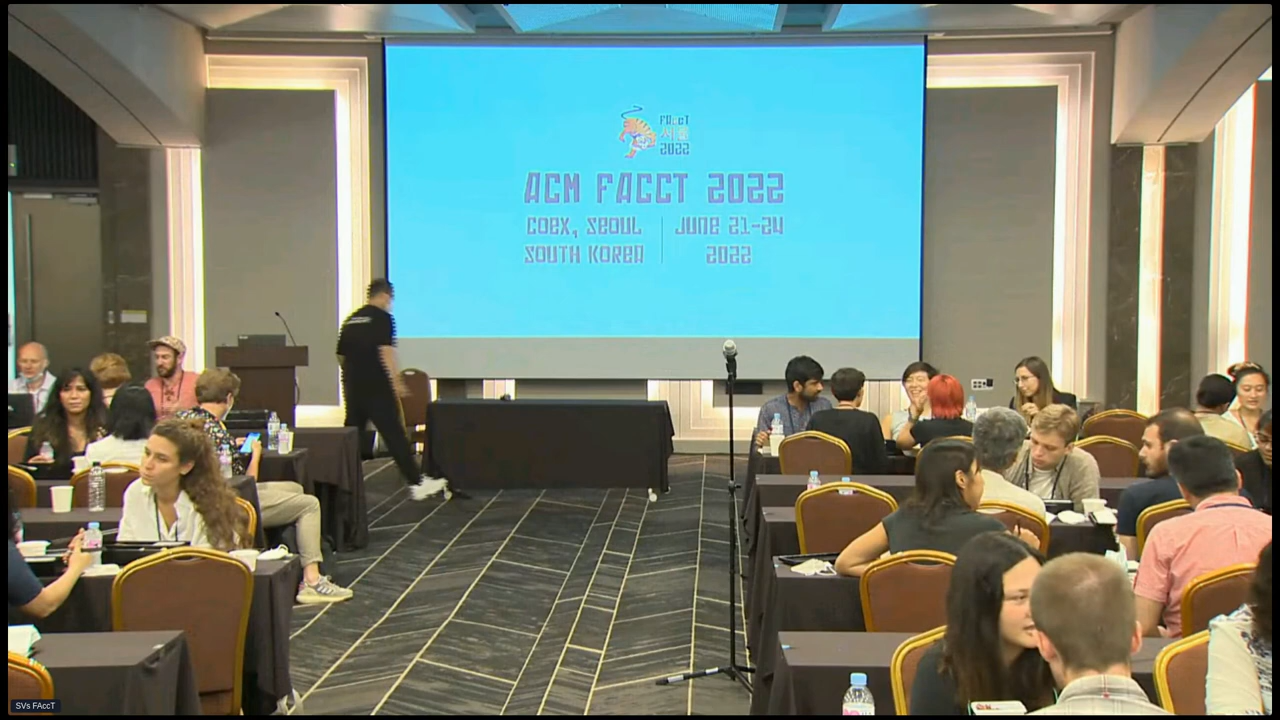 FAccT
서울
2022
ACM FACCT 2022
COEX, SEOUL
SOUTH KOREA
JUNE 21-24
2022
SVs FAccT